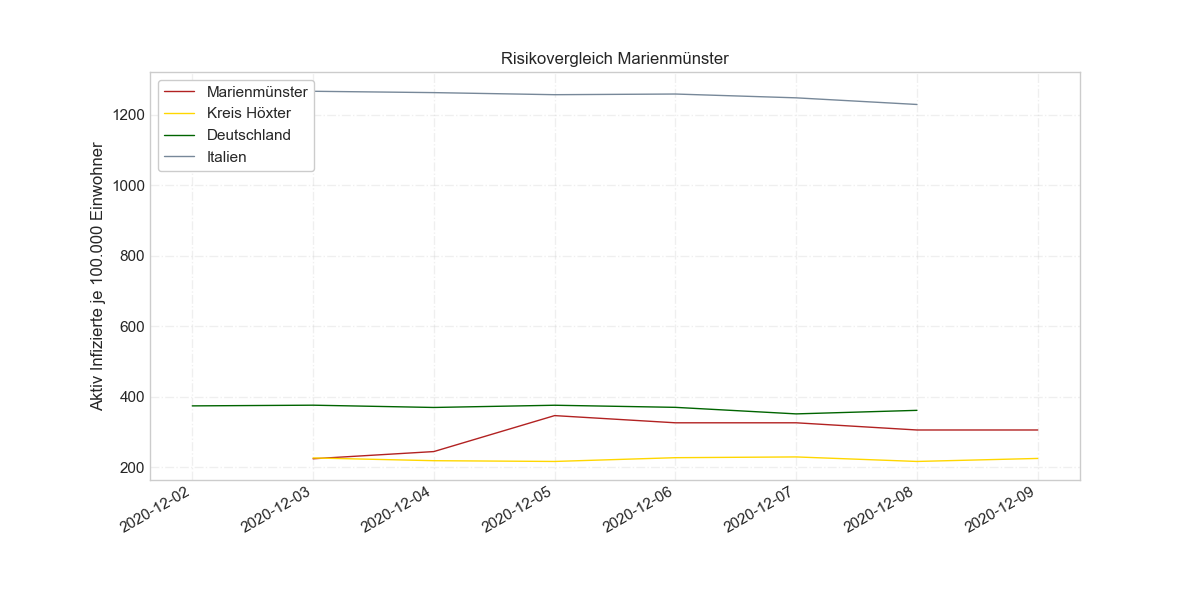 Risikovergleich Marienmünster
Aktiv Infizierte je 100.000 Einwohner
Marienmünster
Kreis Höxter
Deutschland
Italien
1200
1000
800
600
400
200
2020-12-02
2020-12-03
2020-12-04
2020-12-05
2020-12-06
2020-12-07
2020-12-08
2020-12-09